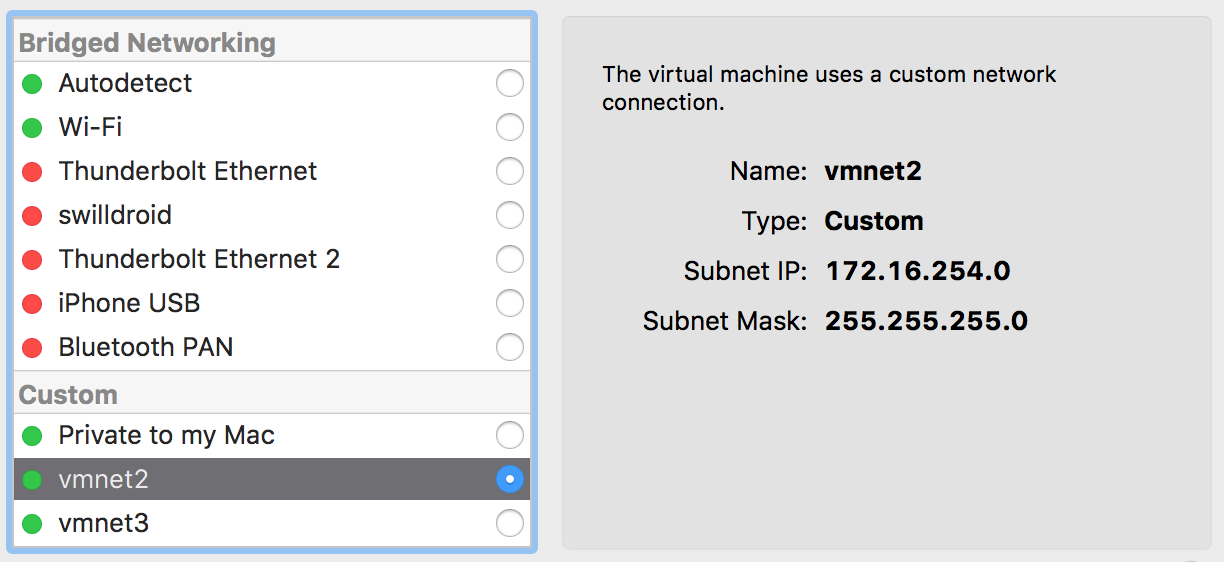 Bridged Networking
Autodetect
Wi-Fi
Thunderbolt Ethernet
swilldroid
Thunderbolt Ethernet 2
iPhone USB
Bluetooth PAN
Custom
Private to my Mac
vmnet2
vmnet3
The virtual machine uses a custom network
connection.
Name: vmnet2
Type: Custom
Subnet IP: 172.16.254.0
Subnet Mask: 255.255.255.0